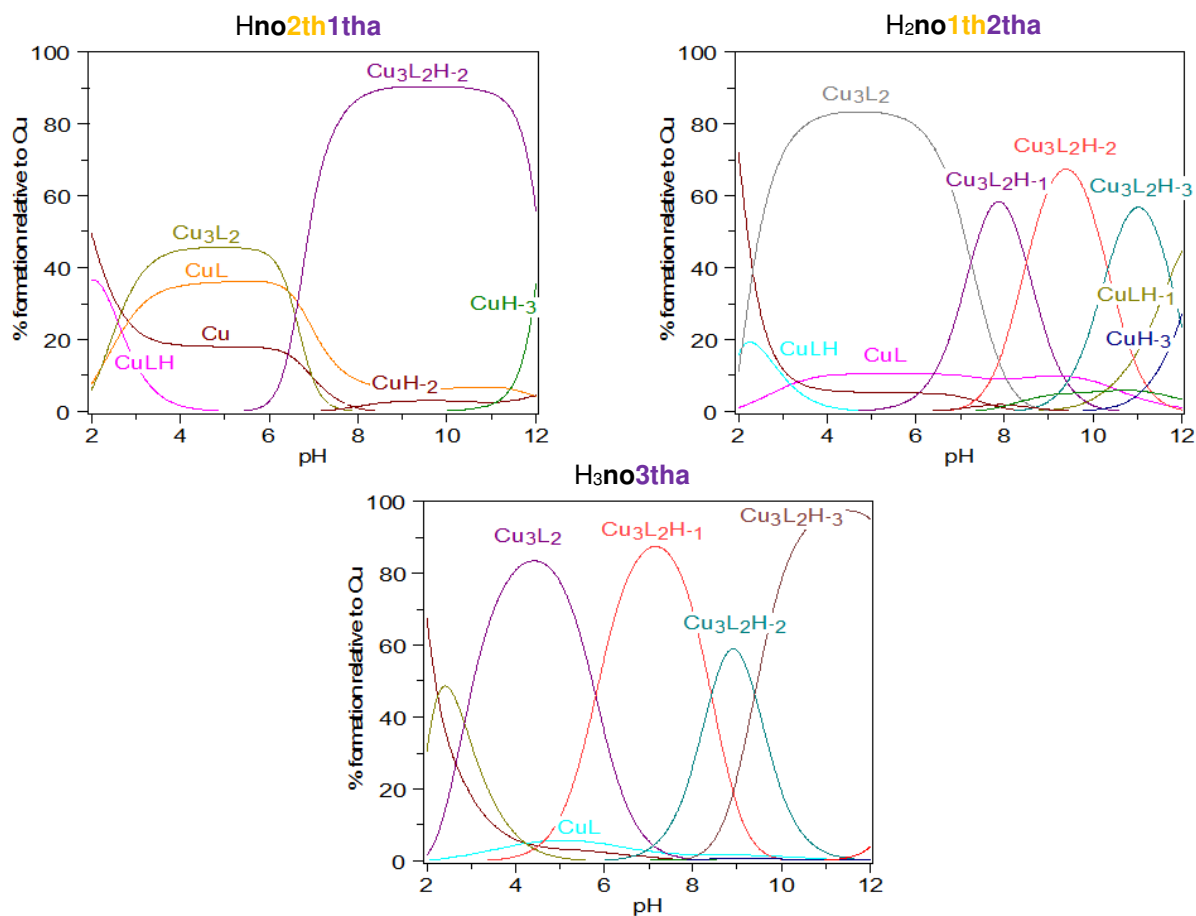 Hno2th1tha
100
80
60
40
20
0
% formation relative to Cu
2 4 6 8 10 12
pH
Cu3L2H-2
Cu3L2
CuL
Cu
CuLH
CuH-2
CuH-3
H2no1th2tha
100
80
60
40
20
0
% formation relative to Cu
2 4 6 8 10 12
pH
Cu3L2
Cu3L2H-2
Cu3L2H-1
Cu3L2H-3
CuLH-1
CuH-3
CuLH
CuL
H3no3tha
100
80
60
40
20
0
% formation relative to Cu
2 4 6 8 10 12
pH
Cu3L2H-3
Cu3L2
Cu3L2H-1
Cu3L2H-2
CuL